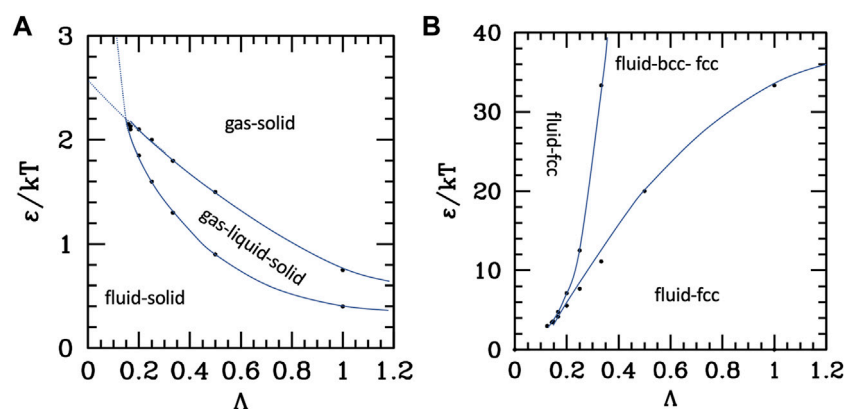 A
3
2
1
0
ε/kT
gas-solid
gas-liquid-solid
fluid-solid
0 0.2 0.4 0.6 0.8 1 1.2
Λ
B
40
30
20
10
0
ε/kT
fluid-bcc- fcc
fluid-fcc
fluid-fcc
0 0.2 0.4 0.6 0.8 1 1.2
Λ